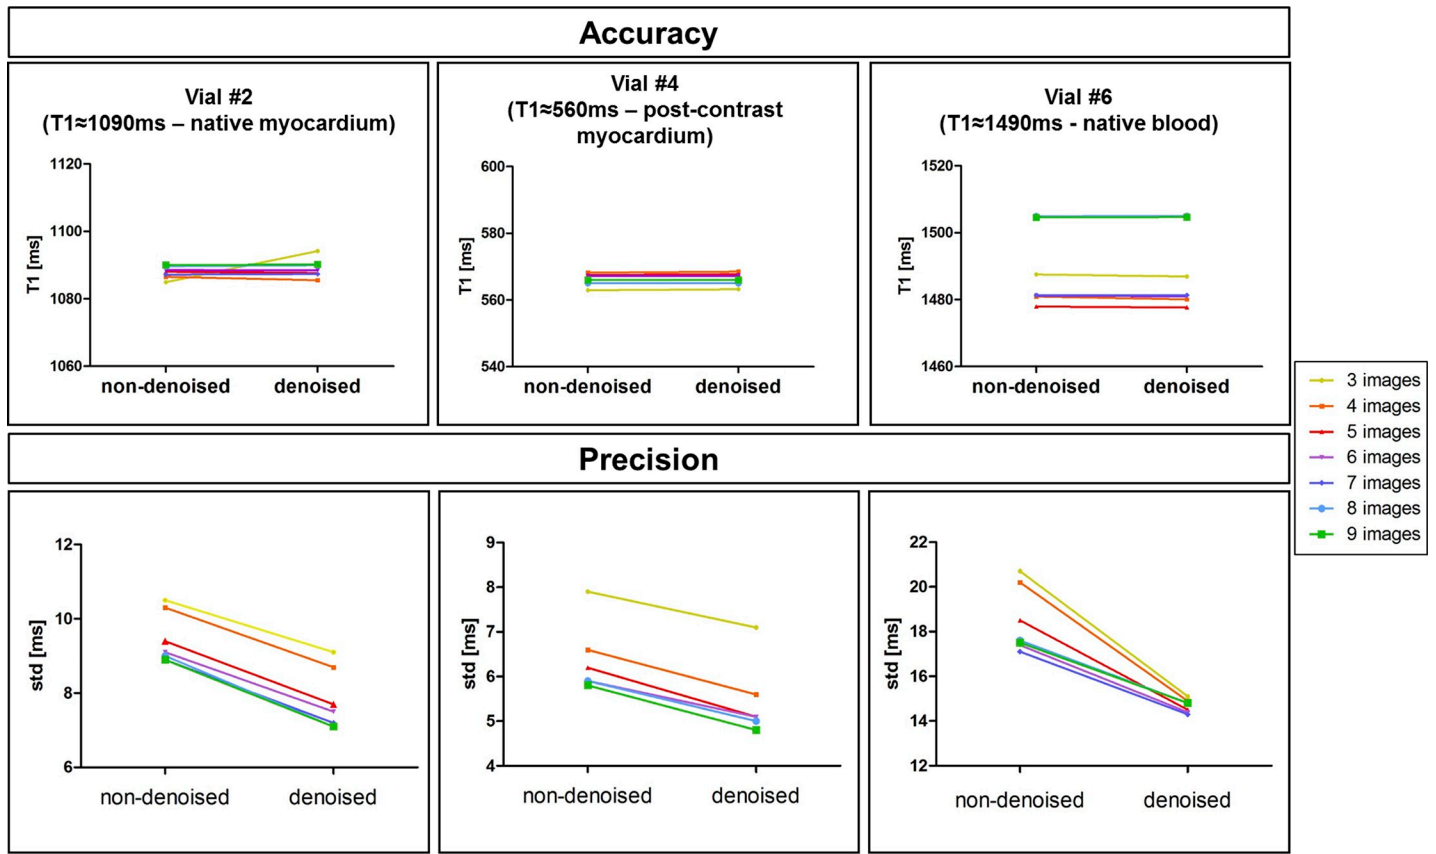 Accuracy
Vial #2
(T1≈1090ms – native myocardium)
1120
1100
1080
1060
T1 [ms]
non-denoised
denoised
Vial #4
(T1≈560ms – post-contrast
myocardium)
600
580
560
540
T1 [ms]
non-denoised
denoised
Vial #6
(T1≈1490ms - native blood)
1520
1500
1480
1460
T1 [ms]
non-denoised
denoised
3 images
4 images
5 images
6 images
7 images
8 images
9 images
Precision
12
10
8
6
std [ms]
non-denoised
denoised
9
8
7
6
5
4
std [ms]
non-denoised
denoised
22
20
18
16
14
12
std [ms]
non-denoised
denoised